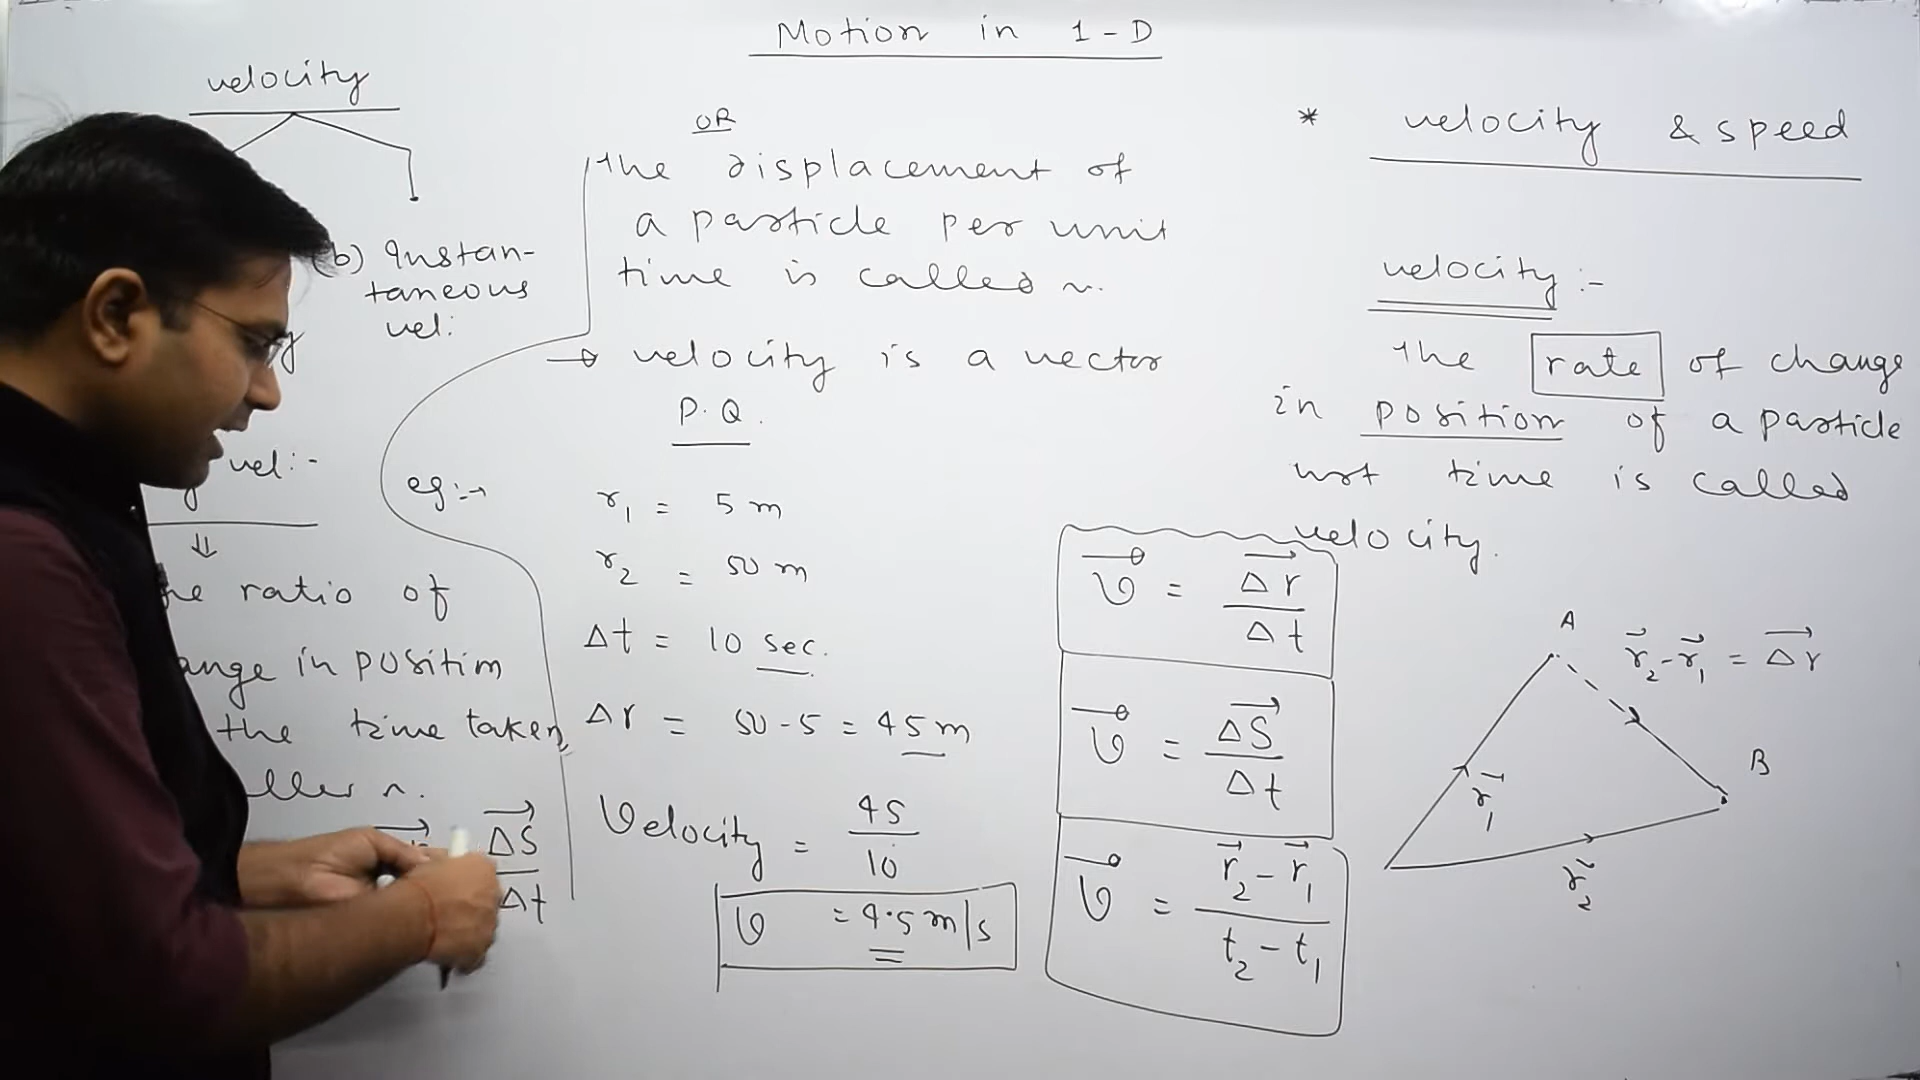 Motion in 1-D
* velocity & speed
velocity :-
The rate of change
in position of a particle
wrt time is called
velocity.
A
r₂ - r₁ = Δr
B
r₁
r₂
v = Δr / Δt
v = ΔS / Δt
v = r₂ - r₁ / t₂ - t₁
OR
The displacement of
a particle per unit
time is called ~.
→ velocity is a vector
P.Q.
eg:→
r₁ = 5 m
r₂ = 50 m
Δt = 10 sec.
Δr = 50 - 5 = 45 m
Velocity = 45 / 10
v = 4.5 m/s
velocity
(b) Instan-
taneous
vel:
vel:-
⇓
ratio of
in position
the time taken
ΔS
Δt